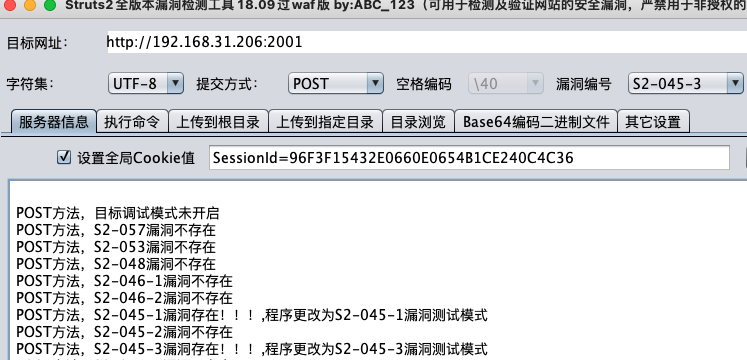 Struts2全版本漏洞检测工具 18.09过waf版 by:ABC_123（可用于检测及验证网站的安全漏洞，严禁用于非授权的
目标网址： http://192.168.31.206:2001
字符集： UTF-8 提交方式： POST 空格编码 \40 漏洞编号 S2-045-3
服务器信息 执行命令 上传到根目录 上传到指定目录 目录浏览 Base64编码二进制文件 其它设置
设置全局Cookie值 SessionId=96F3F15432E0660E0654B1CE240C4C36
POST方法，目标调试模式未开启
POST方法，S2-057漏洞不存在
POST方法，S2-053漏洞不存在
POST方法，S2-048漏洞不存在
POST方法，S2-046-1漏洞不存在
POST方法，S2-046-2漏洞不存在
POST方法，S2-045-1漏洞存在！！！,程序更改为S2-045-1漏洞测试模式
POST方法，S2-045-2漏洞不存在
POST方法，S2-045-3漏洞存在！！！,程序更改为S2-045-3漏洞测试模式